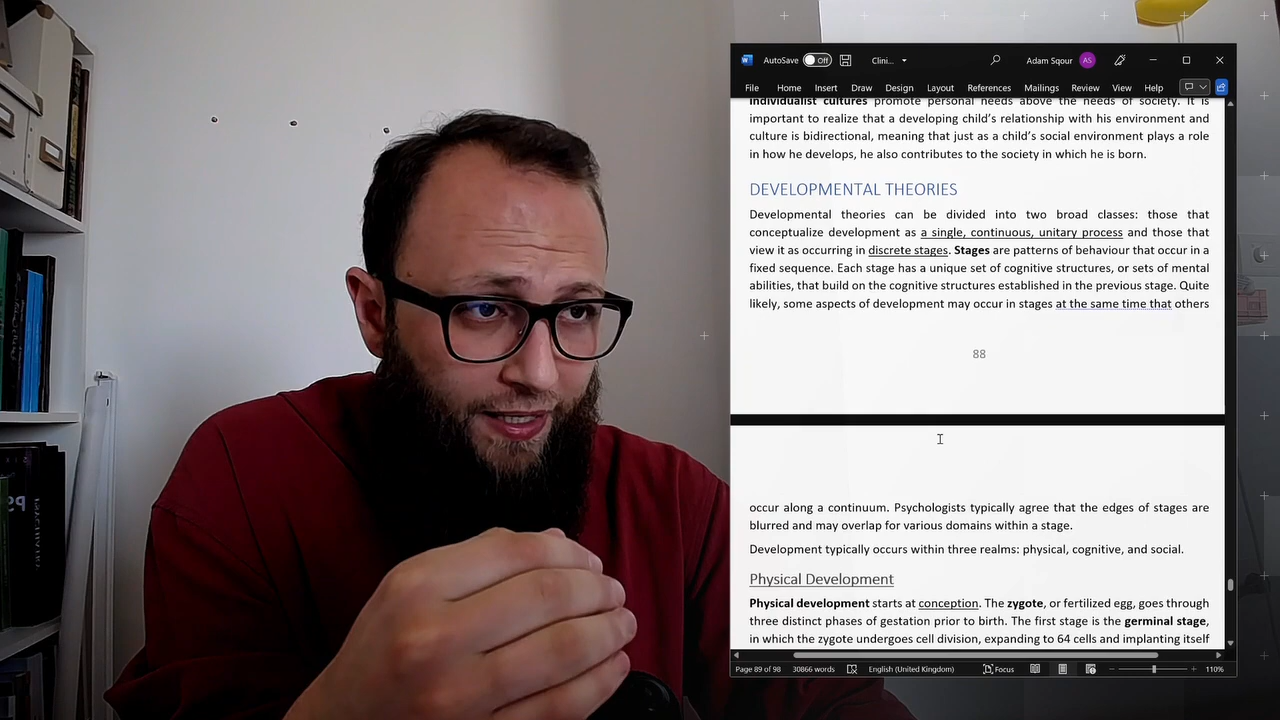 AutoSave Off Clini... Adam Sqour AS
File Home Insert Draw Design Layout References Mailings Review View Help
individualist cultures promote personal needs above the needs of society. It is
important to realize that a developing child's relationship with his environment and
culture is bidirectional, meaning that just as a child's social environment plays a role
in how he develops, he also contributes to the society in which he is born.
DEVELOPMENTAL THEORIES
Developmental theories can be divided into two broad classes: those that
conceptualize development as a single, continuous, unitary process and those that
view it as occurring in discrete stages. Stages are patterns of behaviour that occur in a
fixed sequence. Each stage has a unique set of cognitive structures, or sets of mental
abilities, that build on the cognitive structures established in the previous stage. Quite
likely, some aspects of development may occur in stages at the same time that others
88
occur along a continuum. Psychologists typically agree that the edges of stages are
blurred and may overlap for various domains within a stage.
Development typically occurs within three realms: physical, cognitive, and social.
Physical Development
Physical development starts at conception. The zygote, or fertilized egg, goes through
three distinct phases of gestation prior to birth. The first stage is the germinal stage,
in which the zygote undergoes cell division, expanding to 64 cells and implanting itself
Page 89 of 98 30866 words English (United Kingdom) Focus 110%